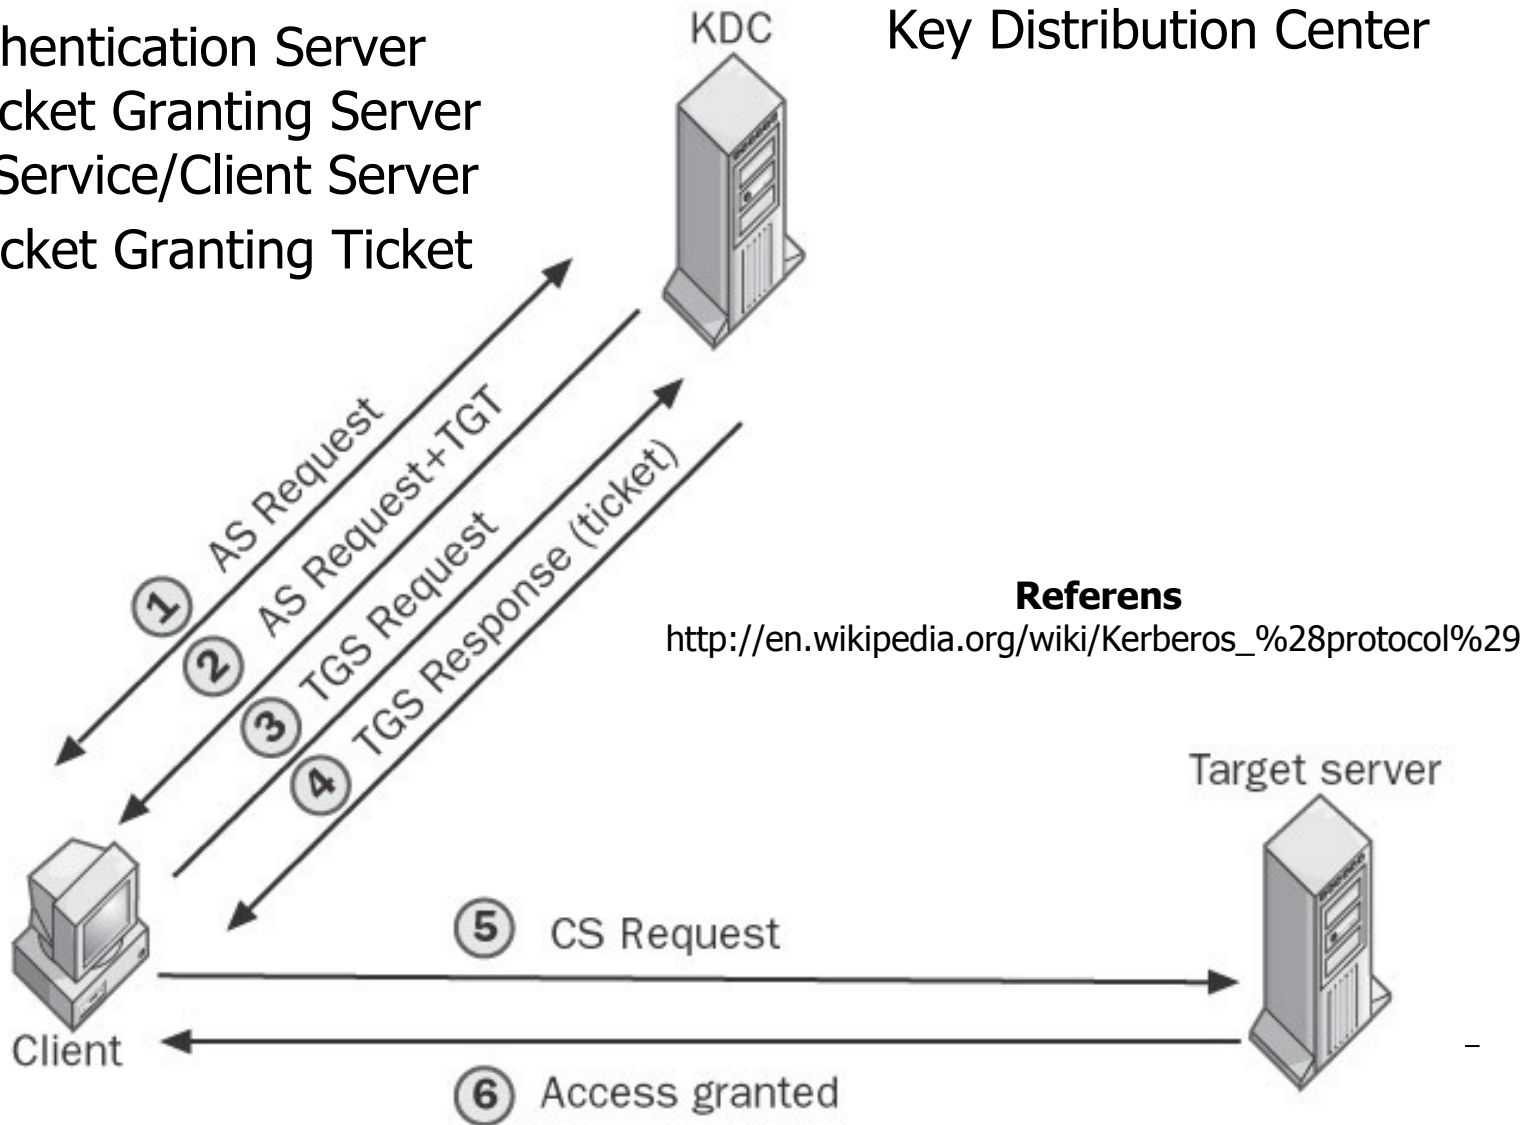 hentication Server
cket Granting Server
Service/Client Server
cket Granting Ticket
KDC
Key Distribution Center
1 AS Request
2 AS Request+TGT
3 TGS Request
4 TGS Response (ticket)
Referens
http://en.wikipedia.org/wiki/Kerberos_%28protocol%29
Target server
5 CS Request
Client
6 Access granted